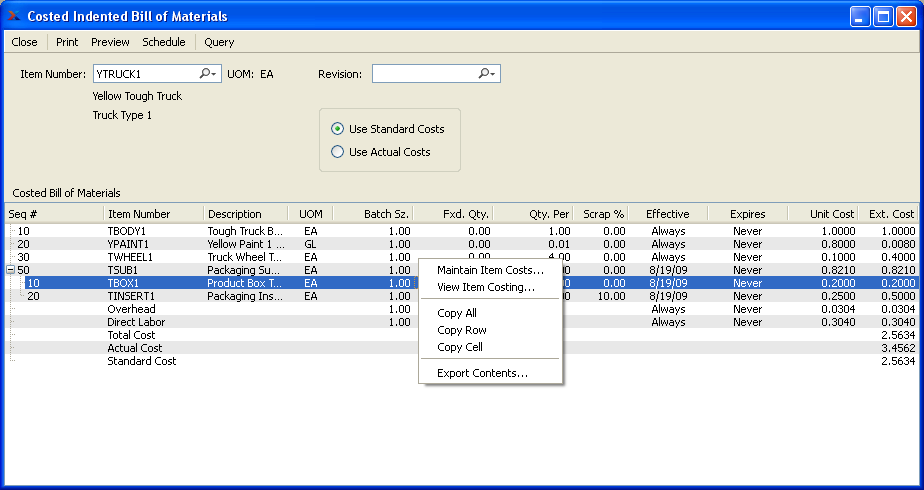 Costed Indented Bill of Materials
Close Print Preview Schedule Query
Item Number: YTRUCK1 UOM: EA Revision:
Yellow Tough Truck
Truck Type 1
Use Standard Costs
Use Actual Costs
Costed Bill of Materials
Seq # Item Number Description UOM Batch Sz. Fxd. Qty. Qty. Per Scrap % Effective Expires Unit Cost Ext. Cost
10 TBODY1 Tough Truck B... EA 1.00 0.00 1.00 0.00 Always Never 1.0000 1.0000
20 YPAINT1 Yellow Paint 1 ... GL 1.00 0.00 0.01 0.00 Always Never 0.8000 0.0080
30 TWHEEL1 Truck Wheel T... EA 1.00 0.00 4.00 0.00 Always Never 0.1000 0.4000
50 TSUB1 Packaging Su... EA 1.00 0.00 8/19/09 Never 0.8210 0.8210
10 TBOX1 Product Box T... EA 1.00 0.00 8/19/09 Never 0.2000 0.2000
20 TINSERT1 Packaging Ins... EA 1.00 10.00 8/19/09 Never 0.2500 0.5000
Overhead 1.00 Always Never 0.0304 0.0304
Direct Labor 1.00 Always Never 0.3040 0.3040
Total Cost 2.5634
Actual Cost 3.4562
Standard Cost 2.5634
Maintain Item Costs...
View Item Costing...
Copy All
Copy Row
Copy Cell
Export Contents...